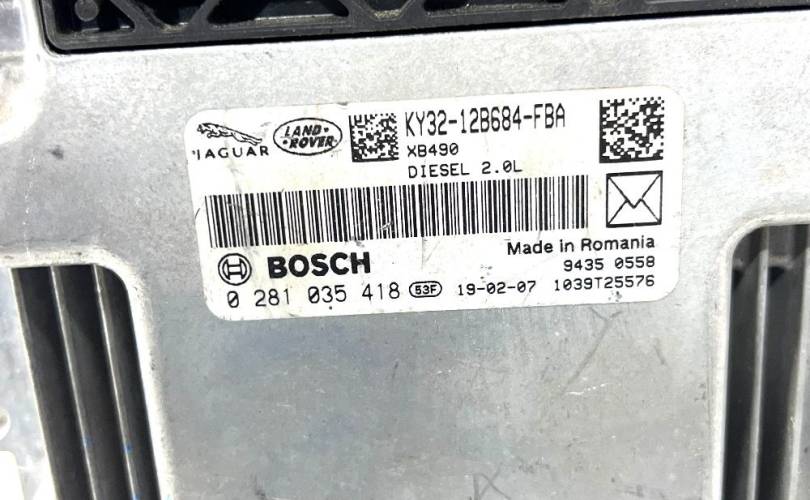 JAGUAR
LAND-
ROVER
KY32-12B684-FBA
XB490
DIESEL 2.0L
Made in Romania
BOSCH
9435 0558
0 281 035 418 53F 19-02-07 1039T25576